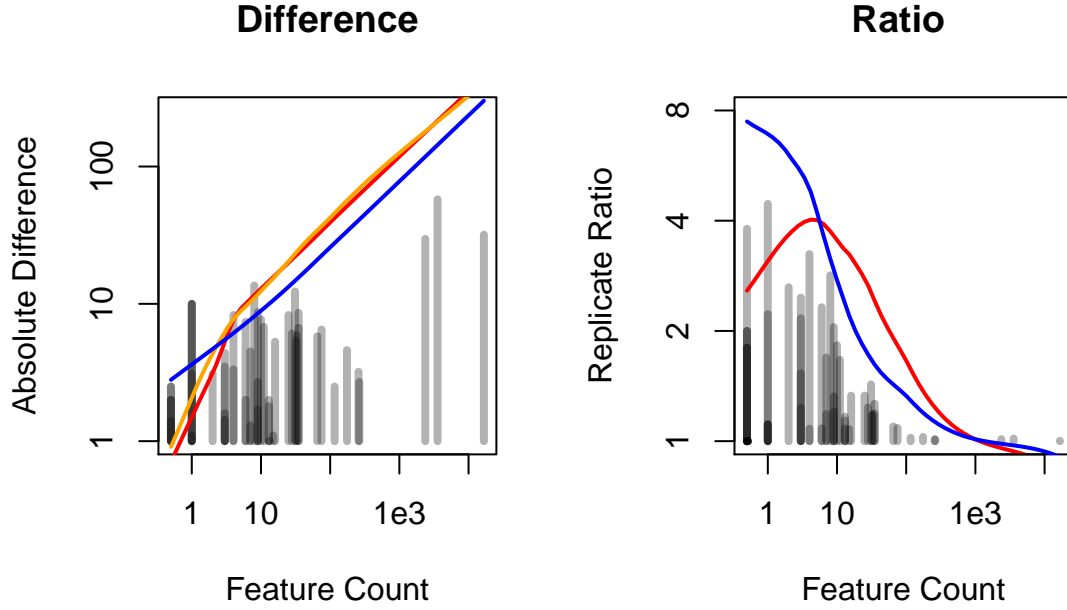 Difference
Absolute Difference
100
10
1
1
10
1e3
Feature Count
Ratio
Replicate Ratio
8
4
2
1
1
10
1e3
Feature Count